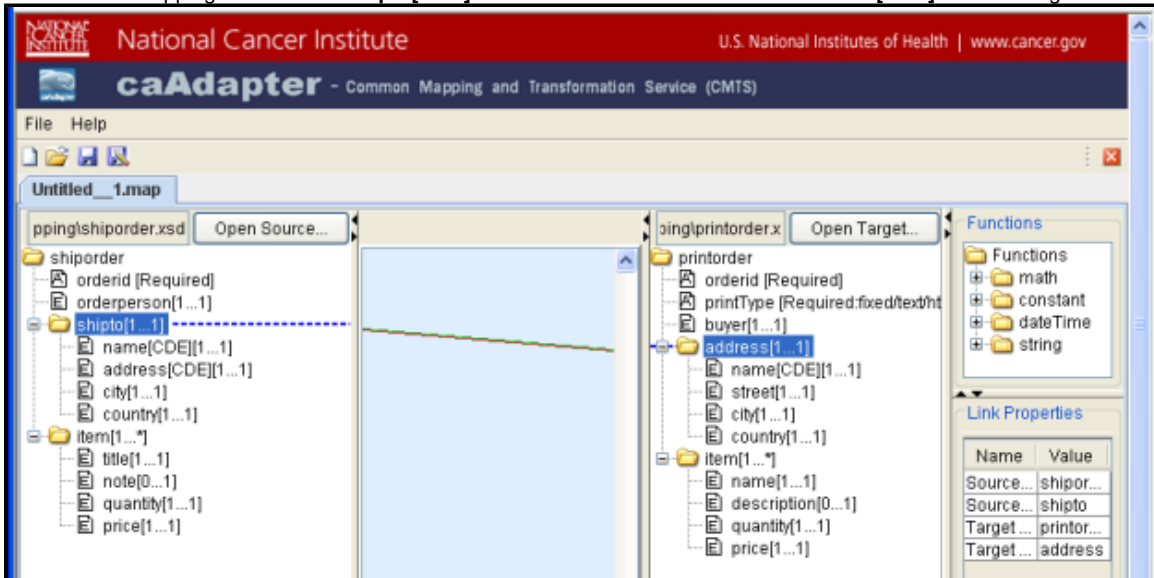 NATIONAL CANCER INSTITUTE National Cancer Institute U.S. National Institutes of Health | www.cancer.gov
caAdapter - Common Mapping and Transformation Service (CMTS)
File Help
Untitled__1.map
pping\shiporder.xsd Open Source... ping\printorder.x Open Target... Functions
shiporder printorder Functions
orderid [Required] orderid [Required] math
orderperson[1...1] printType [Required:fixed/text/ht constant
shipto[1...1] buyer[1...1] dateTime
name[CDE][1...1] address[1...1] string
address[CDE][1...1] name[CDE][1...1]
city[1...1] street[1...1]
country[1...1] city[1...1] Link Properties
item[1...*] country[1...1]
title[1...1] item[1...*] Name Value
note[0...1] name[1...1] Source... shipor...
quantity[1...1] description[0...1] Source... shipto
price[1...1] quantity[1...1] Target ... printor...
price[1...1] Target ... address